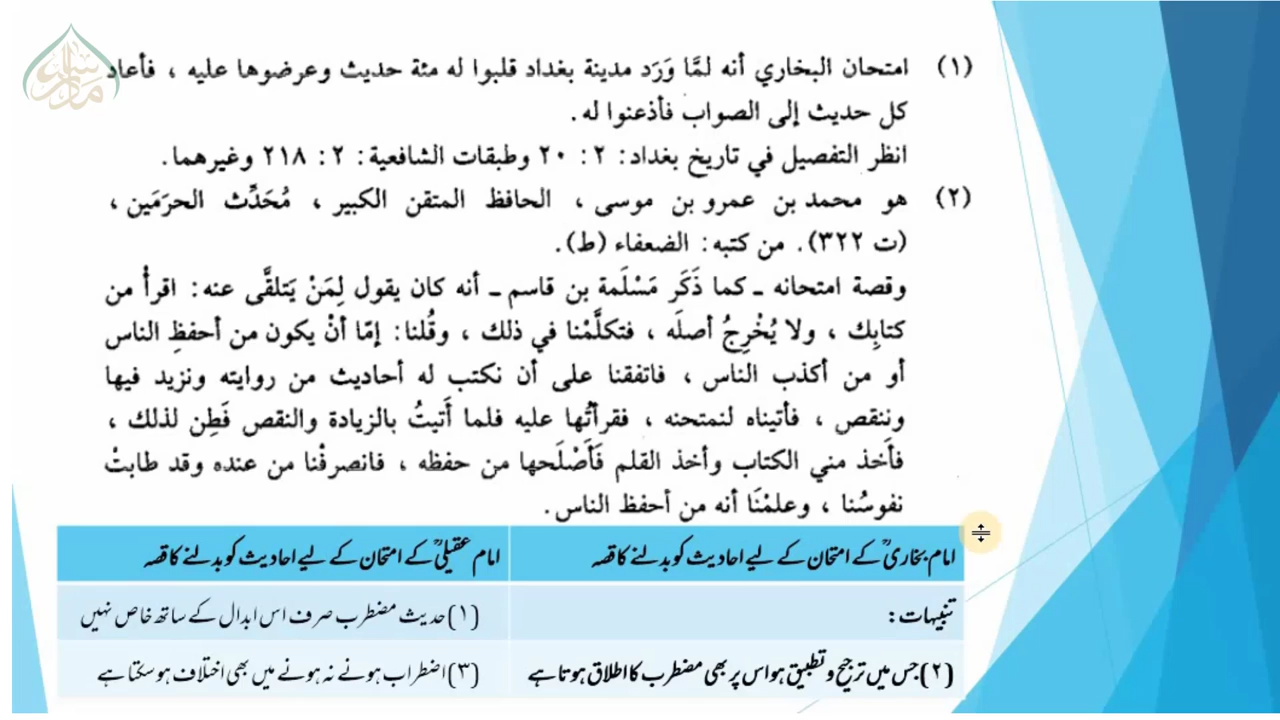 (١) امتحان البخاري أنه لمَّا وَرَد مدينة بغداد قلبوا له مئة حديث وعرضوها عليه ، فأعاد
كل حديث إلى الصواب فأذعنوا له .
انظر التفصيل في تاريخ بغداد: ٢ : ٢٠ وطبقات الشافعية: ٢ : ٢١٨ وغيرهما.
(٢) هو محمد بن عمرو بن موسى ، الحافظ المتقن الكبير ، مُحَدِّث الحرَمَين ،
(ت ٣٢٢). من كتبه: الضعفاء (ط).
وقصة امتحانه ـ كما ذَكَر مَسْلَمة بن قاسم ـ أنه كان يقول لِمَنْ يَتلقَّى عنه: اقرأْ من
كتابِك ، ولا يُخْرِجُ أصلَه ، فتكلَّمْنا في ذلك ، وقُلنا: إمّا أنْ يكون من أحفظِ الناس
أو من أكذب الناس ، فاتفقنا على أن نكتب له أحاديث من روايته ونزيد فيها
وننقص ، فأتيناه لنمتحنه ، فقرأتُها عليه فلما أَتيتُ بالزيادة والنقص فَطِن لذلك ،
فأَخذ مني الكتاب وأخذ القلم فَأَصْلَحها من حفظه ، فانصرفْنا من عنده وقد طابتْ
نفوسُنا ، وعلمْنَا أنه من أحفظ الناس.
امام بخاریؒ کے امتحان کے لیے احادیث کو بدلنے کا قصہ
امام عقیلیؒ کے امتحان کے لیے احادیث کو بدلنے کا قصہ
تنبیہات:
(۱) حدیث مضطرب صرف اس ابدال کے ساتھ خاص نہیں
(۲) جس میں ترجیح و تطبیق ہو اس پر بھی مضطرب کا اطلاق ہوتا ہے
(۳) اضطراب ہونے نہ ہونے میں بھی اختلاف ہو سکتا ہے